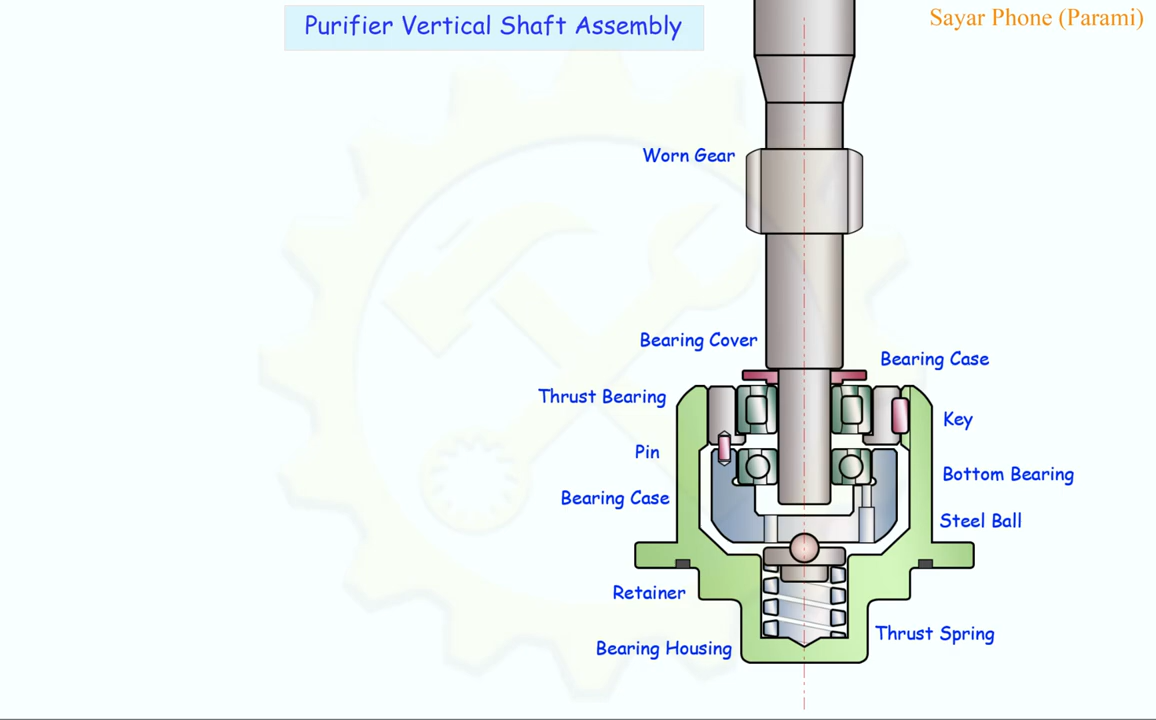 Purifier Vertical Shaft Assembly
Sayar Phone (Parami)
Worn Gear
Bearing Cover
Bearing Case
Thrust Bearing
Key
Pin
Bottom Bearing
Bearing Case
Steel Ball
Retainer
Thrust Spring
Bearing Housing